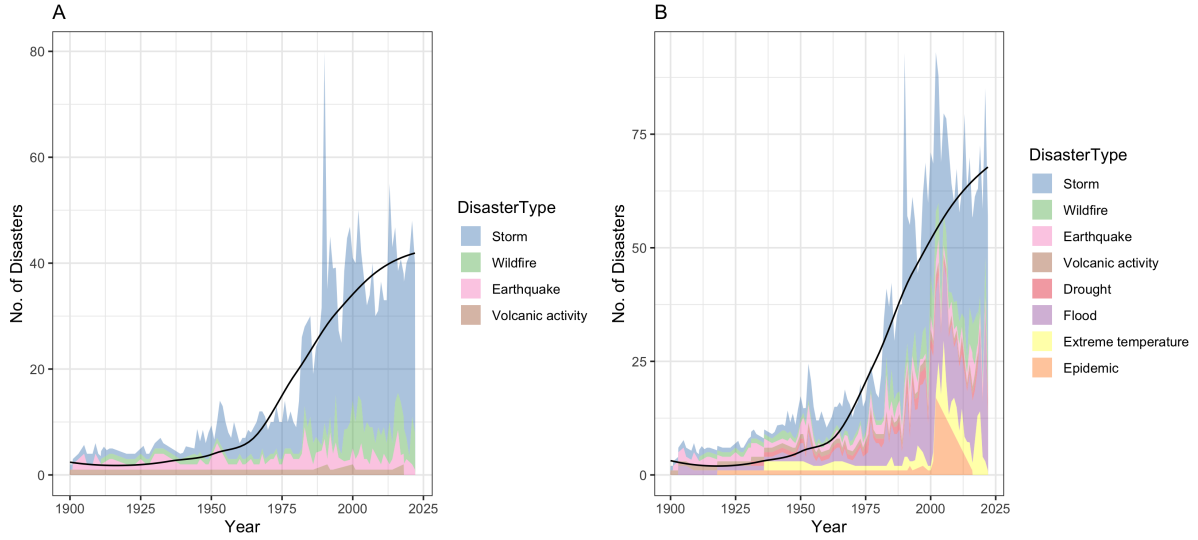 A
No. of Disasters
80
60
40
20
0
1900 1925 1950 1975 2000 2025
Year
DisasterType
Storm
Wildfire
Earthquake
Volcanic activity
B
No. of Disasters
75
50
25
0
1900 1925 1950 1975 2000 2025
Year
DisasterType
Storm
Wildfire
Earthquake
Volcanic activity
Drought
Flood
Extreme temperature
Epidemic